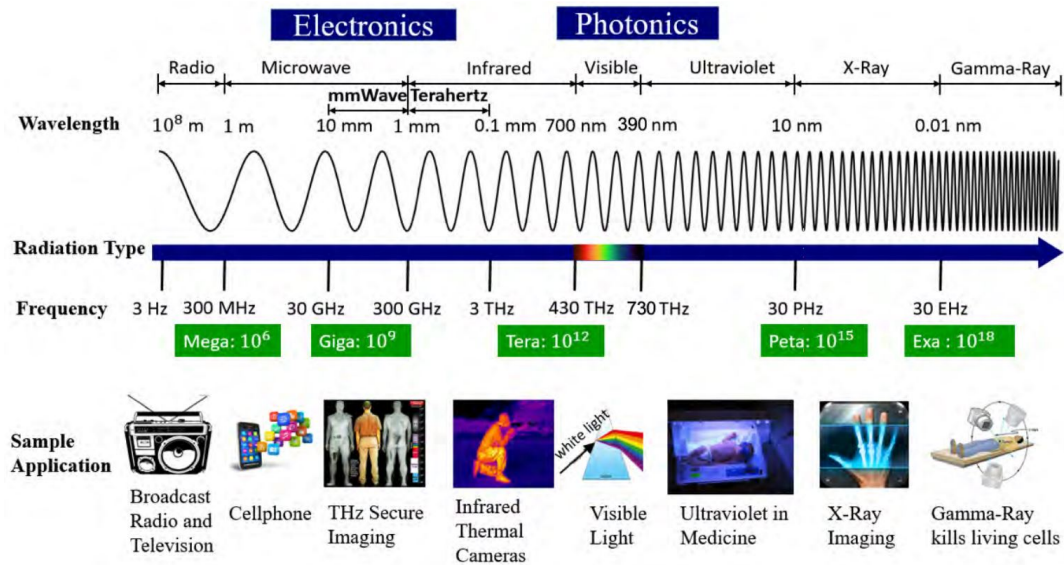 Electronics
Photonics
Radio
Microwave
Infrared
Visible
Ultraviolet
X-Ray
Gamma-Ray
mmWave
Terahertz
Wavelength
10⁸ m
1 m
10 mm
1 mm
0.1 mm
700 nm
390 nm
10 nm
0.01 nm
Radiation Type
Frequency
3 Hz
300 MHz
30 GHz
300 GHz
3 THz
430 THz
730 THz
30 PHz
30 EHz
Mega: 10⁶
Giga: 10⁹
Tera: 10¹²
Peta: 10¹⁵
Exa : 10¹⁸
Sample
Application
white light
Broadcast
Radio and
Television
Cellphone
THz Secure
Imaging
Infrared
Thermal
Cameras
Visible
Light
Ultraviolet in
Medicine
X-Ray
Imaging
Gamma-Ray
kills living cells